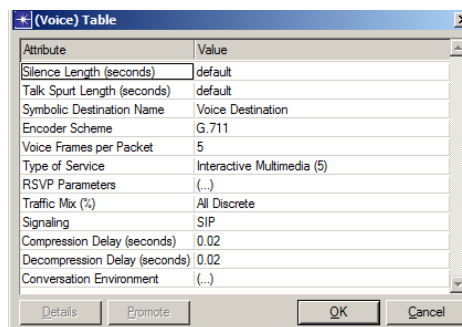 (Voice) Table
Attribute Value
Silence Length (seconds) default
Talk Spurt Length (seconds) default
Symbolic Destination Name Voice Destination
Encoder Scheme G.711
Voice Frames per Packet 5
Type of Service Interactive Multimedia (5)
RSVP Parameters (...)
Traffic Mix (%) All Discrete
Signaling SIP
Compression Delay (seconds) 0.02
Decompression Delay (seconds) 0.02
Conversation Environment (...)
Details Promote OK Cancel